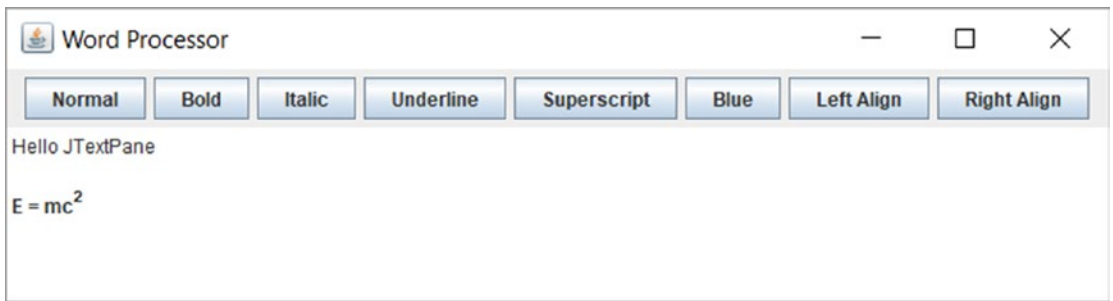 Word Processor
Normal Bold Italic Underline Superscript Blue Left Align Right Align
Hello JTextPane
E = mc²